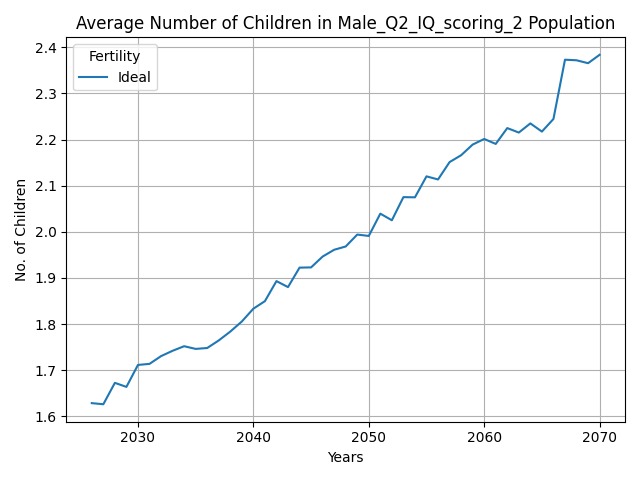 Average Number of Children in Male_Q2_IQ_scoring_2 Population
Fertility
Ideal
No. of Children
2.4
2.3
2.2
2.1
2.0
1.9
1.8
1.7
1.6
2030 2040 2050 2060 2070
Years